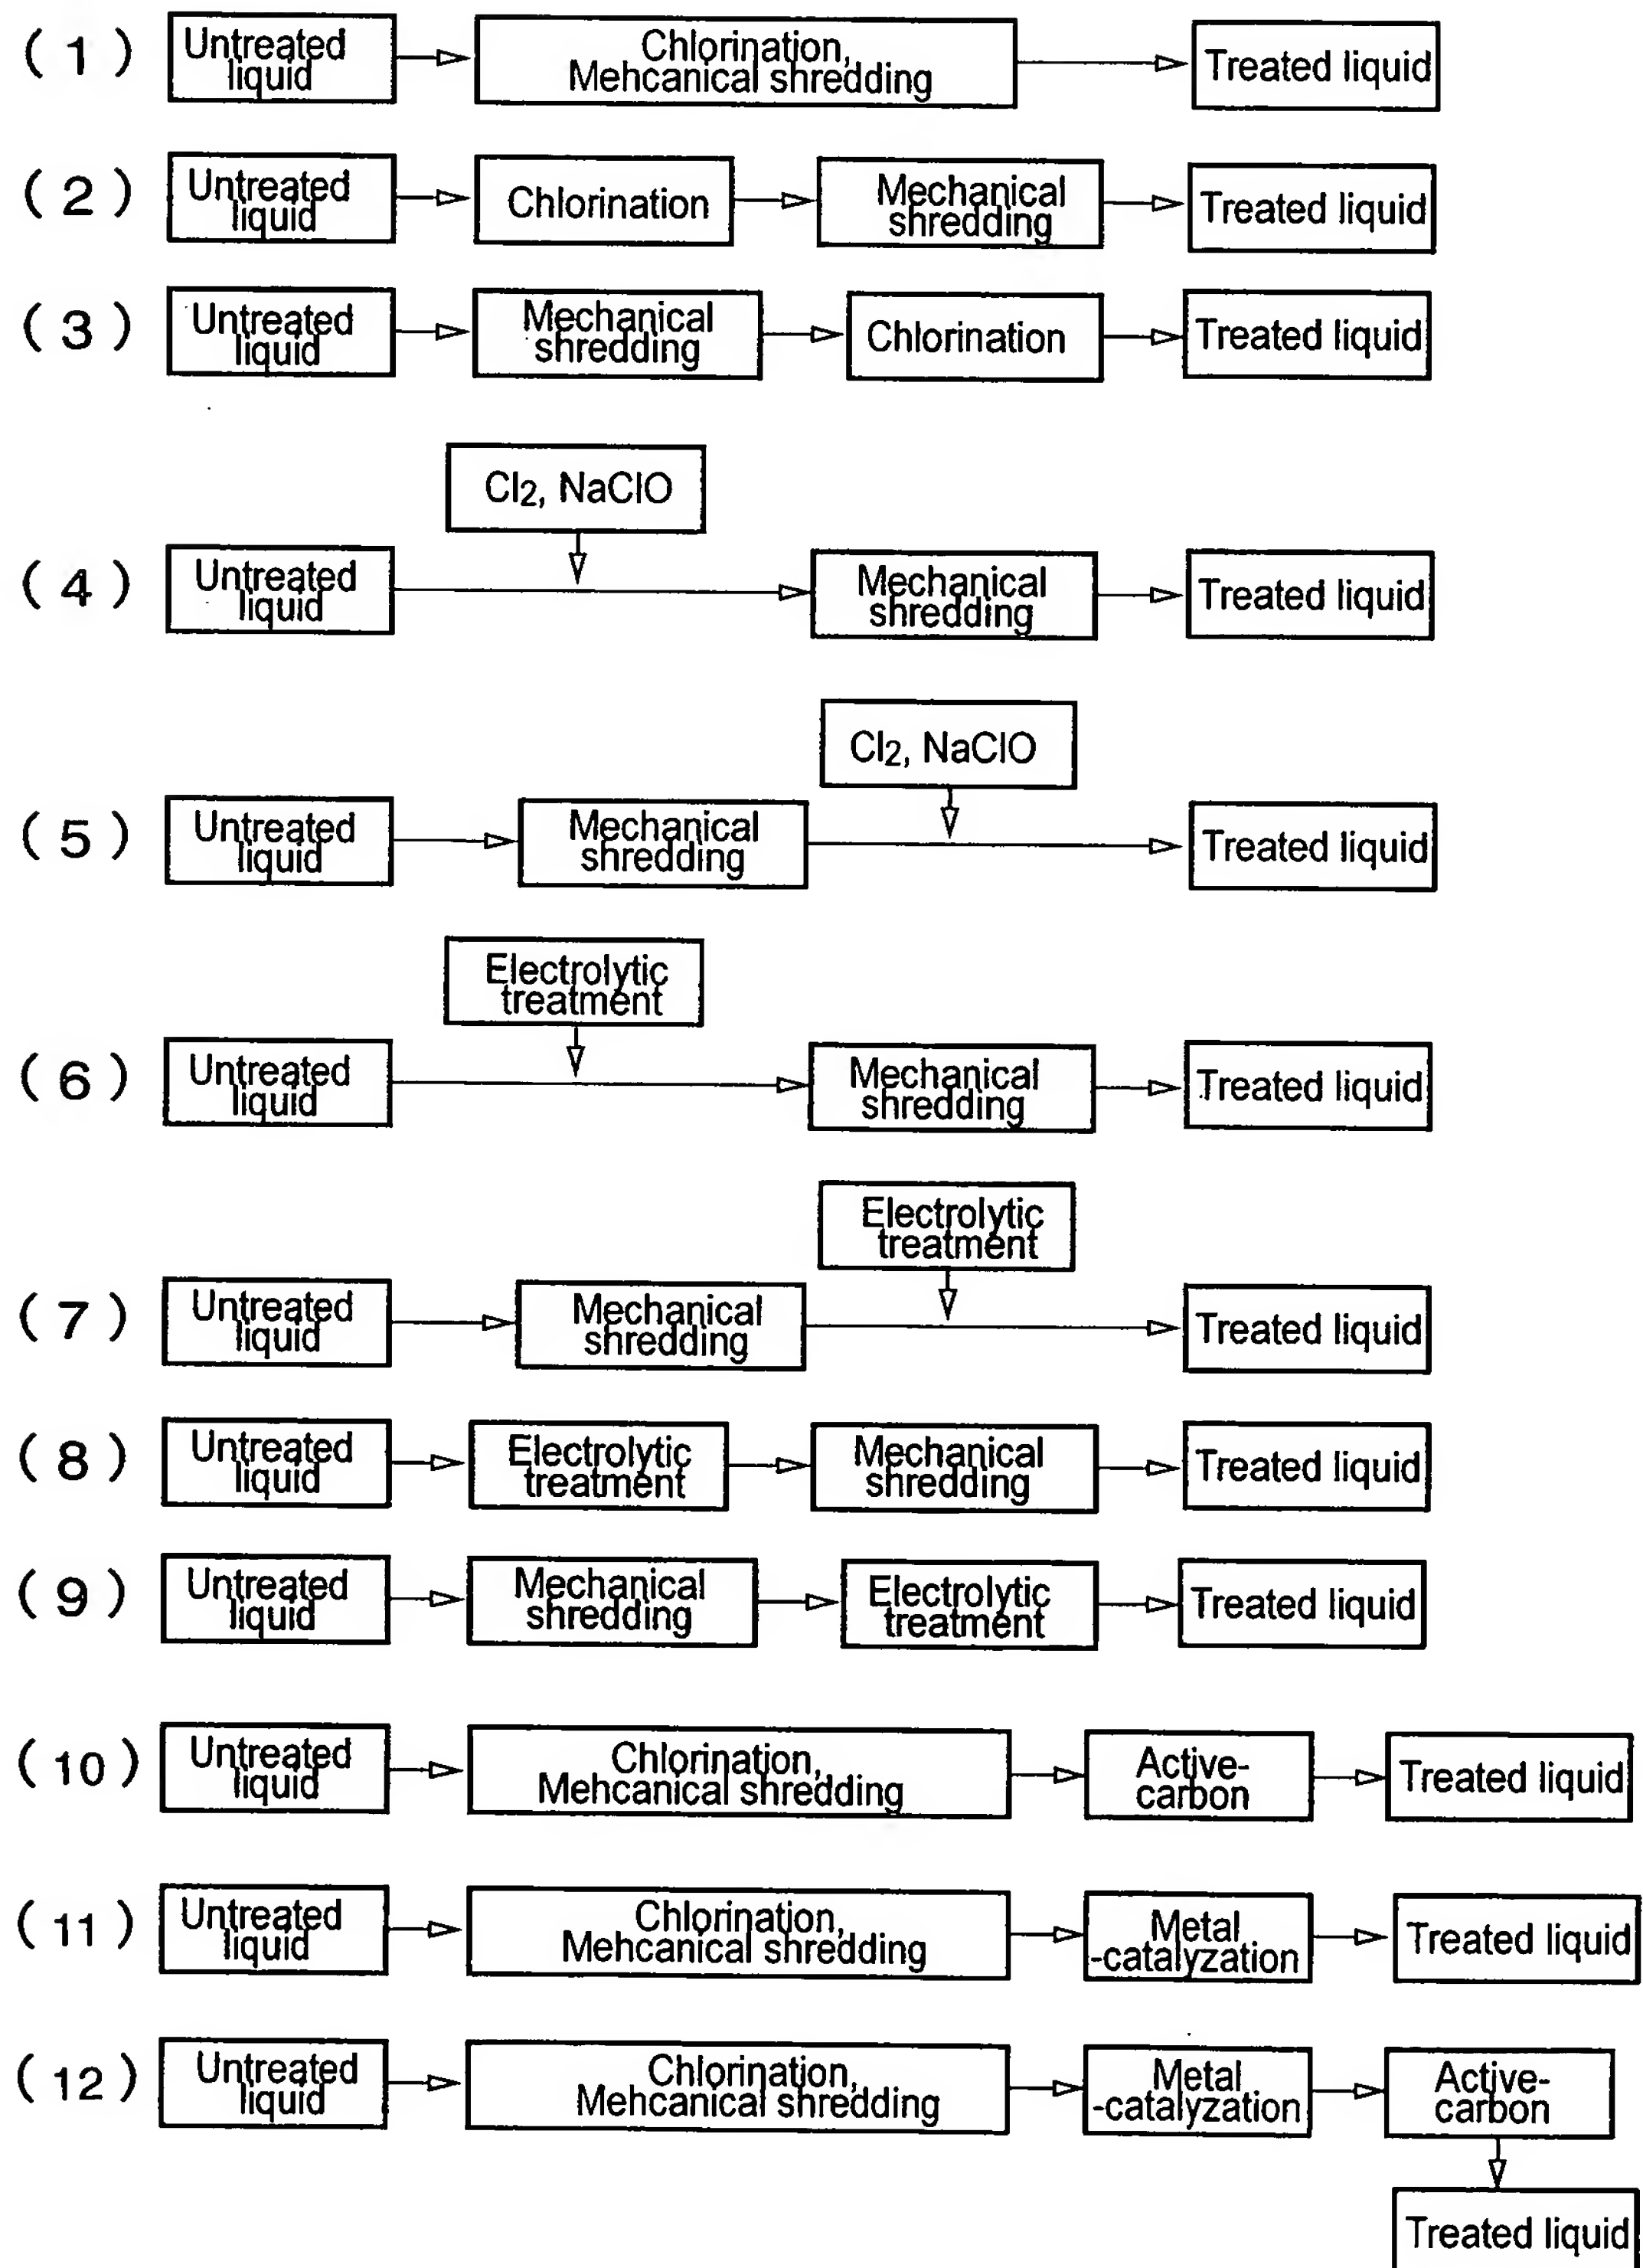 (1)
Untreated
liquid
Chlorination,
Mehcanical shredding
Treated liquid
(2)
Untreated
liquid
Chlorination
Mechanical
shredding
Treated liquid
(3)
Untreated
liquid
Mechanical
shredding
Chlorination
Treated liquid
Cl2, NaClO
(4)
Untreated
liquid
Mechanical
shredding
Treated liquid
Cl2, NaClO
(5)
Untreated
liquid
Mechanical
shredding
Treated liquid
Electrolytic
treatment
(6)
Untreated
liquid
Mechanical
shredding
Treated liquid
Electrolytic
treatment
(7)
Untreated
liquid
Mechanical
shredding
Treated liquid
(8)
Untreated
liquid
Electrolytic
treatment
Mechanical
shredding
Treated liquid
(9)
Untreated
liquid
Mechanical
shredding
Electrolytic
treatment
Treated liquid
(10)
Untreated
liquid
Chlorination,
Mehcanical shredding
Active-
carbon
Treated liquid
(11)
Untreated
liquid
Chlorination,
Mehcanical shredding
Metal
-catalyzation
Treated liquid
(12)
Untreated
liquid
Chlorination,
Mehcanical shredding
Metal
-catalyzation
Active-
carbon
Treated liquid